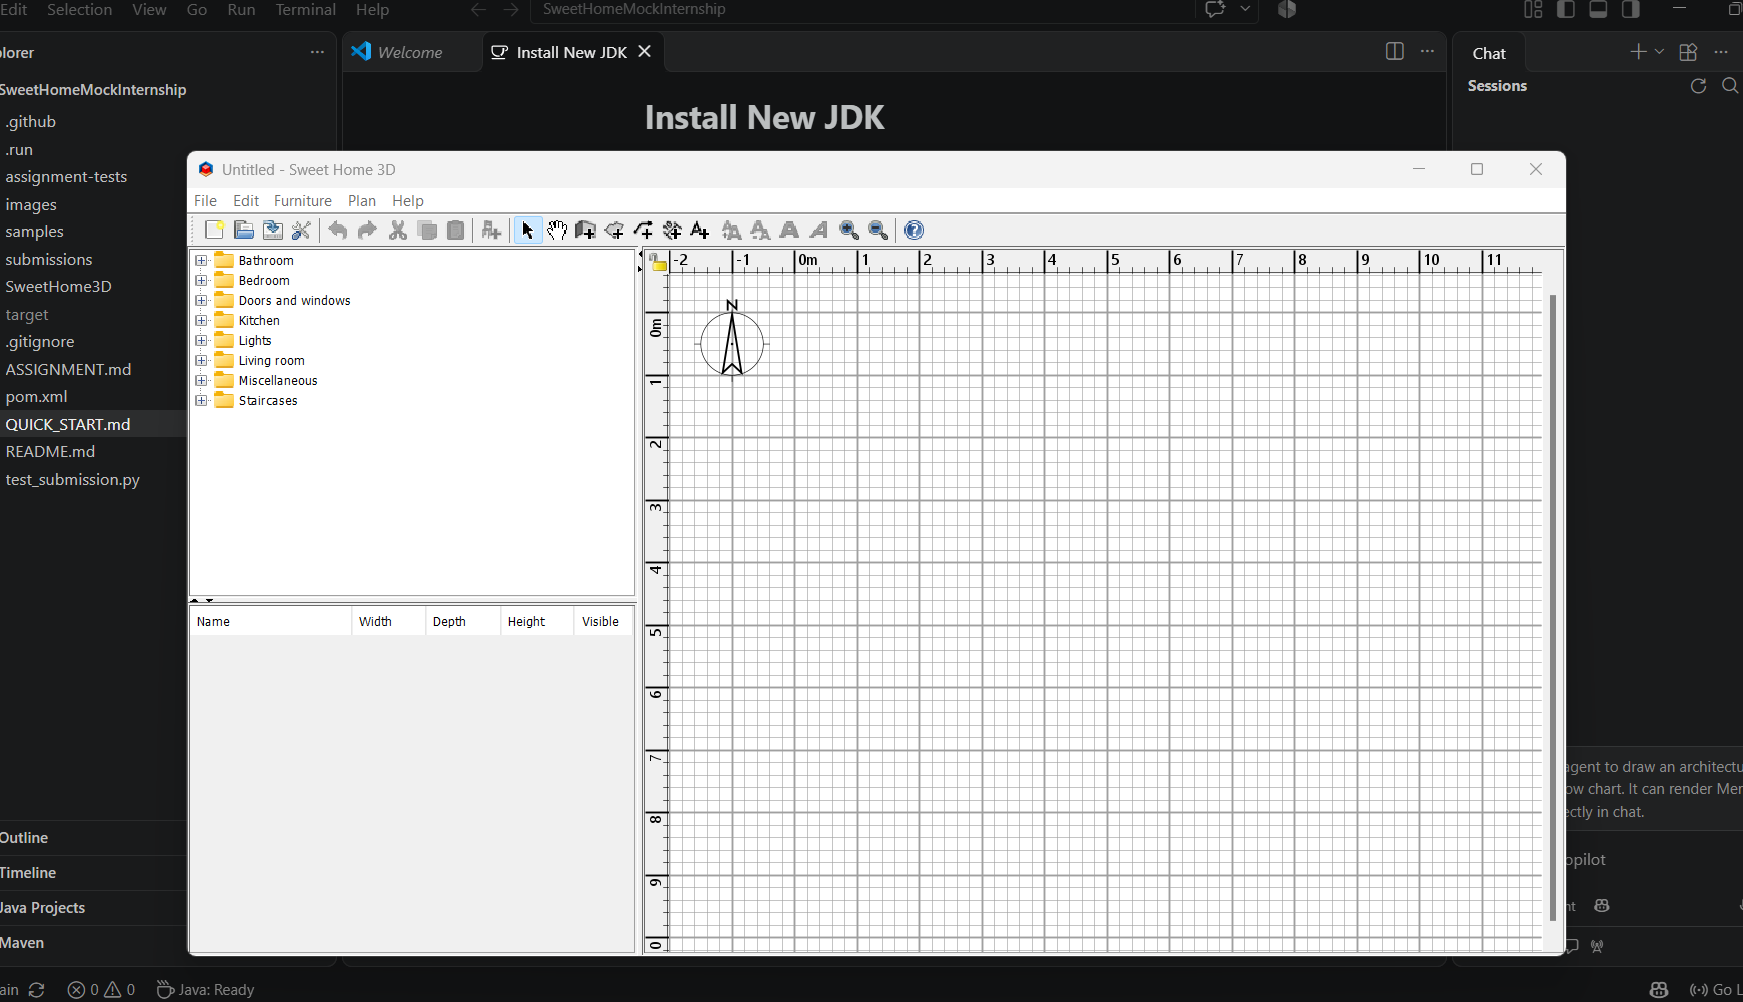 Edit Selection View Go Run Terminal Help
SweetHomeMockInternship
Welcome
Install New JDK
Chat
Sessions
SweetHomeMockInternship
.github
.run
assignment-tests
images
samples
submissions
SweetHome3D
target
.gitignore
ASSIGNMENT.md
pom.xml
QUICK_START.md
README.md
test_submission.py
Outline
Timeline
Java Projects
Maven
Install New JDK
Untitled - Sweet Home 3D
File Edit Furniture Plan Help
Bathroom
Bedroom
Doors and windows
Kitchen
Lights
Living room
Miscellaneous
Staircases
Name Width Depth Height Visible
-2 -1 0m 1 2 3 4 5 6 7 8 9 10 11
N
0m
1
2
3
4
5
6
7
8
9
0
agent to draw an architectu
ow chart. It can render Mer
ectly in chat.
opilot
nt
ain 0 0 Java: Ready
Go L